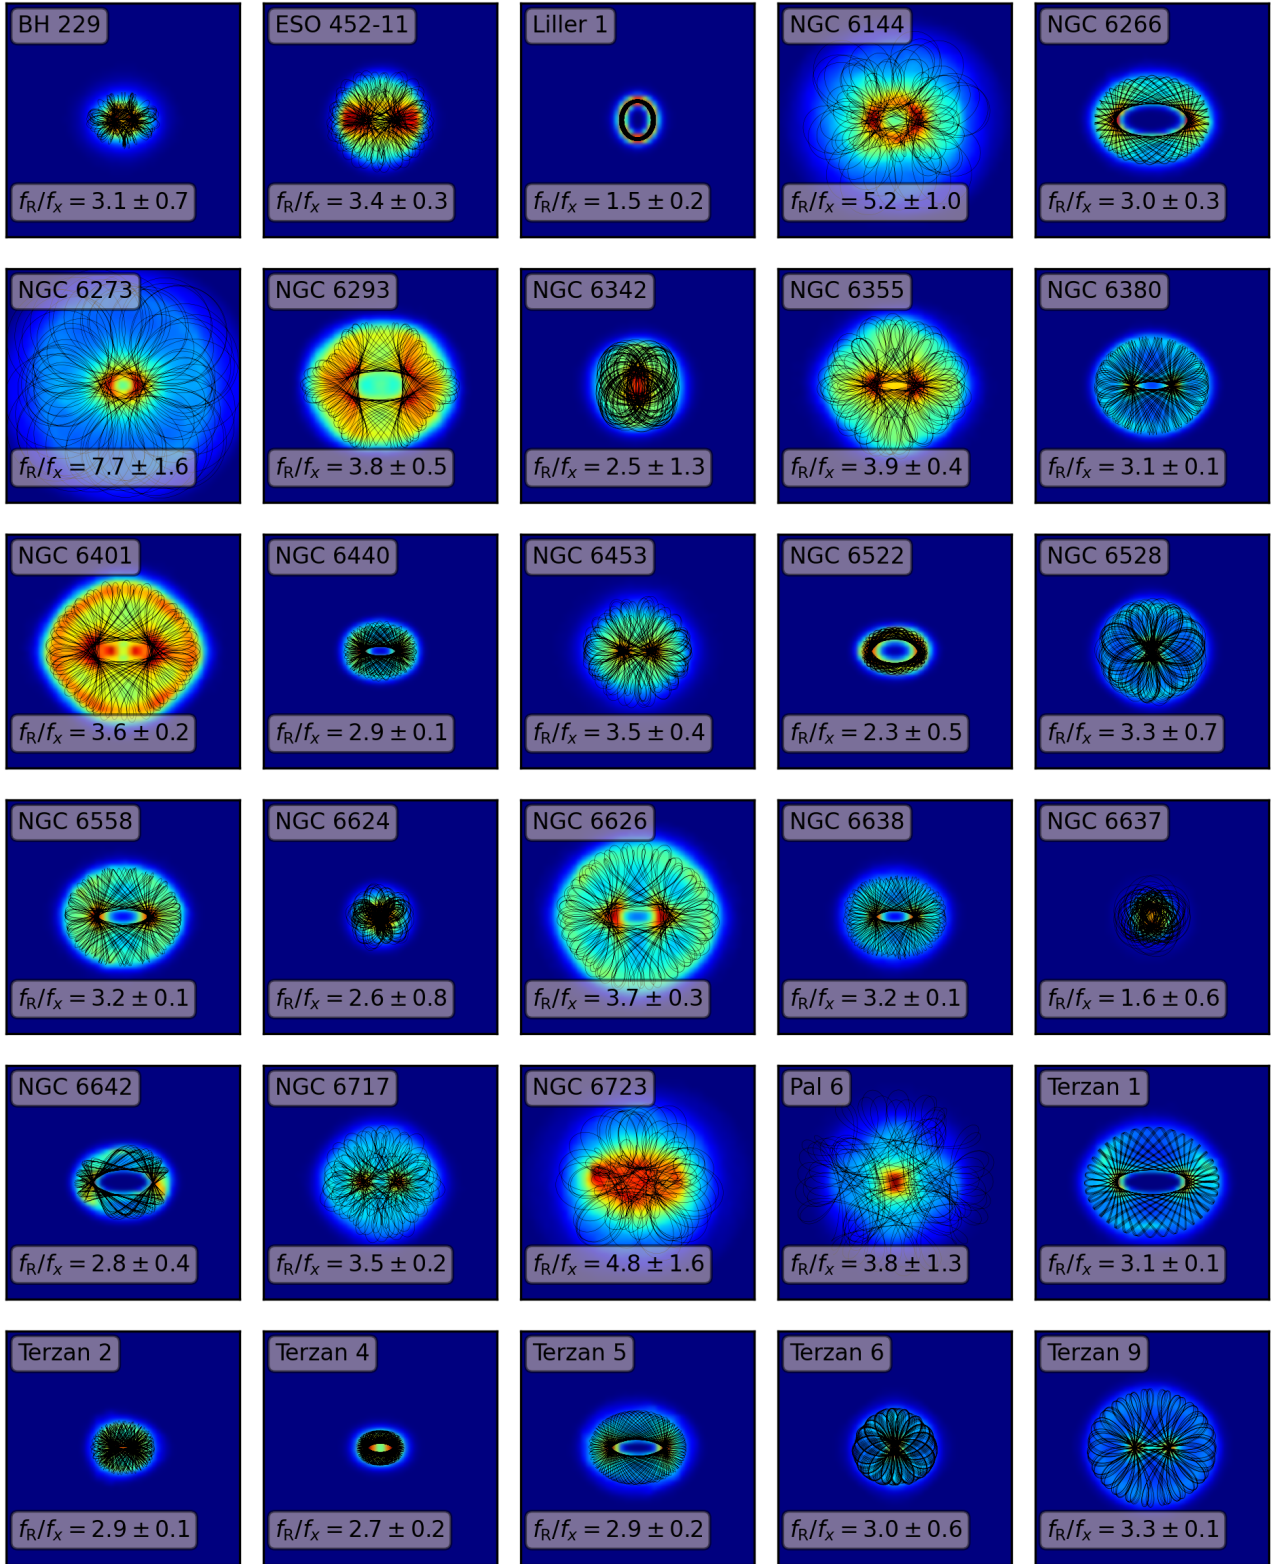 BH 229
ESO 452-11
Liller 1
NGC 6144
NGC 6266
f_R/f_x = 3.1 ± 0.7
f_R/f_x = 3.4 ± 0.3
f_R/f_x = 1.5 ± 0.2
f_R/f_x = 5.2 ± 1.0
f_R/f_x = 3.0 ± 0.3
NGC 6273
NGC 6293
NGC 6342
NGC 6355
NGC 6380
f_R/f_x = 7.7 ± 1.6
f_R/f_x = 3.8 ± 0.5
f_R/f_x = 2.5 ± 1.3
f_R/f_x = 3.9 ± 0.4
f_R/f_x = 3.1 ± 0.1
NGC 6401
NGC 6440
NGC 6453
NGC 6522
NGC 6528
f_R/f_x = 3.6 ± 0.2
f_R/f_x = 2.9 ± 0.1
f_R/f_x = 3.5 ± 0.4
f_R/f_x = 2.3 ± 0.5
f_R/f_x = 3.3 ± 0.7
NGC 6558
NGC 6624
NGC 6626
NGC 6638
NGC 6637
f_R/f_x = 3.2 ± 0.1
f_R/f_x = 2.6 ± 0.8
f_R/f_x = 3.7 ± 0.3
f_R/f_x = 3.2 ± 0.1
f_R/f_x = 1.6 ± 0.6
NGC 6642
NGC 6717
NGC 6723
Pal 6
Terzan 1
f_R/f_x = 2.8 ± 0.4
f_R/f_x = 3.5 ± 0.2
f_R/f_x = 4.8 ± 1.6
f_R/f_x = 3.8 ± 1.3
f_R/f_x = 3.1 ± 0.1
Terzan 2
Terzan 4
Terzan 5
Terzan 6
Terzan 9
f_R/f_x = 2.9 ± 0.1
f_R/f_x = 2.7 ± 0.2
f_R/f_x = 2.9 ± 0.2
f_R/f_x = 3.0 ± 0.6
f_R/f_x = 3.3 ± 0.1